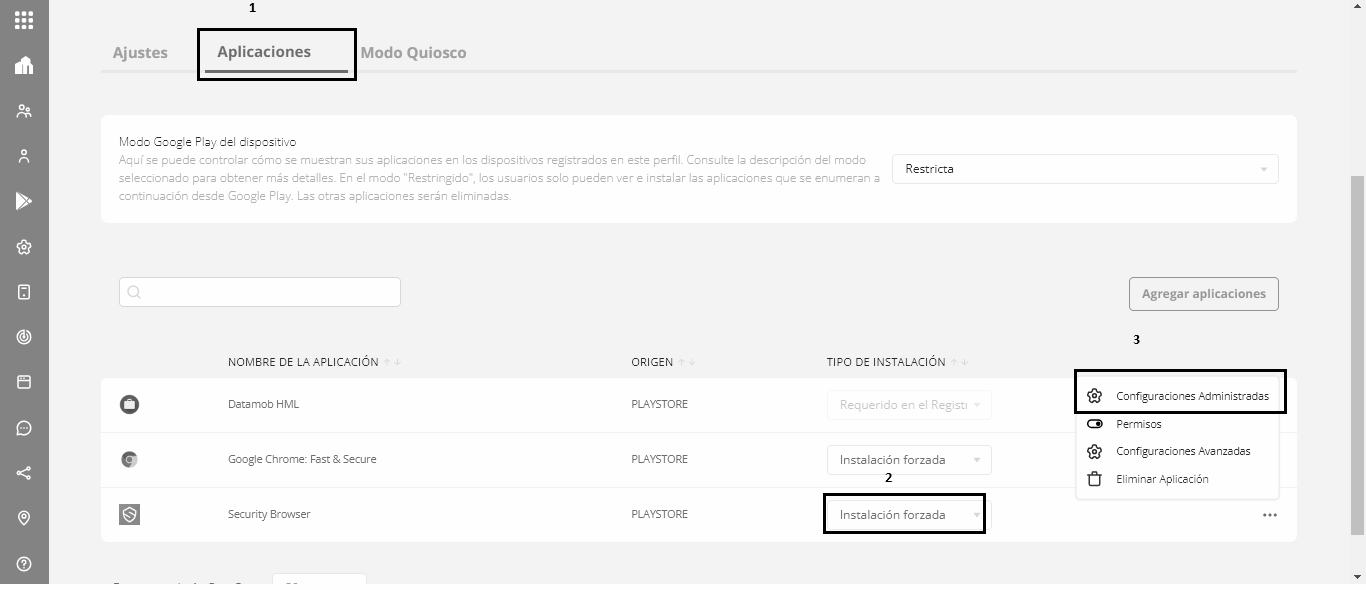 1
Ajustes
Aplicaciones
Modo Quiosco
Modo Google Play del dispositivo
Aquí se puede controlar cómo se muestran sus aplicaciones en los dispositivos registrados en este perfil. Consulte la descripción del modo
seleccionado para obtener más detalles. En el modo "Restringido", los usuarios solo pueden ver e instalar las aplicaciones que se enumeran a
continuación desde Google Play. Las otras aplicaciones serán eliminadas.
Restricta
Agregar aplicaciones
3
NOMBRE DE LA APLICACIÓN
ORIGEN
TIPO DE INSTALACIÓN
Datamob HML
PLAYSTORE
Requerido en el Regist
Configuraciones Administradas
Permisos
Configuraciones Avanzadas
Eliminar Aplicación
Google Chrome: Fast & Secure
PLAYSTORE
Instalación forzada
2
Security Browser
PLAYSTORE
Instalación forzada